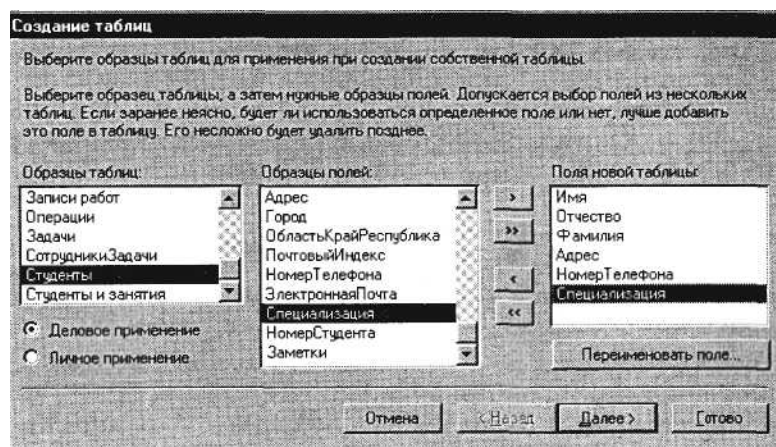 Создание таблиц
Выберите образцы таблиц для применения при создании собственной таблицы.
Выберите образец таблицы, а затем нужные образцы полей. Допускается выбор полей из нескольких
таблиц. Если заранее неясно, будет ли использоваться определенное поле или нет, лучше добавить
это поле в таблицу. Его несложно будет удалить позднее.
Образцы таблиц:
Записи работ
Операции
Задачи
СотрудникиЗадачи
Студенты
Студенты и занятия
Деловое применение
Личное применение
Образцы полей:
Адрес
Город
ОбластьКрайРеспублика
ПочтовыйИндекс
НомерТелефона
ЭлектроннаяПочта
Специализация
НомерСтудента
Заметки
>
>>
<
<<
Поля новой таблицы:
Имя
Отчество
Фамилия
Адрес
НомерТелефона
Специализация
Переименовать поле...
Отмена
< Назад
Далее >
Готово